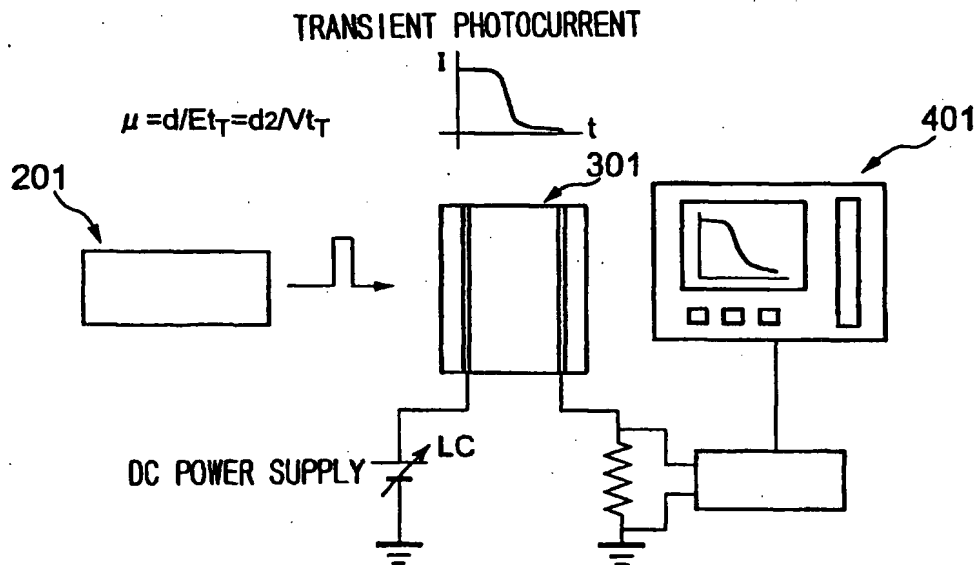 TRANSIENT PHOTOCURRENT
I
t
μ=d/Et_T=d2/Vt_T
201
301
401
LC
DC POWER SUPPLY